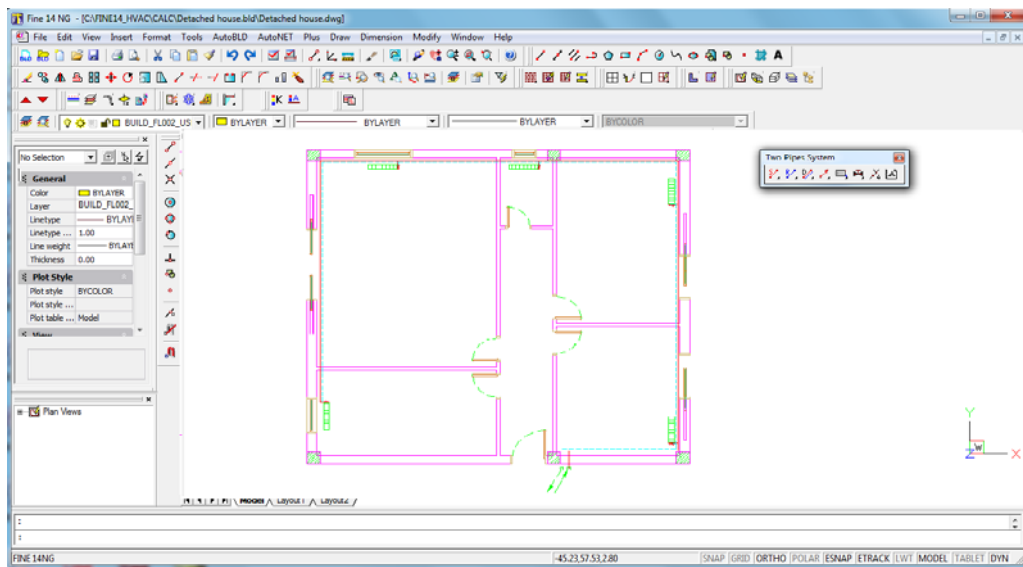 Fine 14 NG - [C:\FINE14_HVAC\CALC\Detached house.bld\Detached house.dwg]
File Edit View Insert Format Tools AutoBLD AutoNET Plus Draw Dimension Modify Window Help
BUILD_FL002_US BYLAYER BYLAYER BYLAYER BYCOLOR
No Selection
General
Color BYLAYER
Layer BUILD_FL002_
Linetype BYLAYI
Linetype ... 1.00
Line weight BYLAYI
Thickness 0.00
Plot Style
Plot style BYCOLOR
Plot style ...
Plot table ... Model
View
Plan Views
Two Pipes System
Y
W
Z X
Model Layout1 Layout2
:
:
FINE 14NG -45.23,57.53,2.80 SNAP GRID ORTHO POLAR ESNAP ETRACK LWT MODEL TABLET DYN